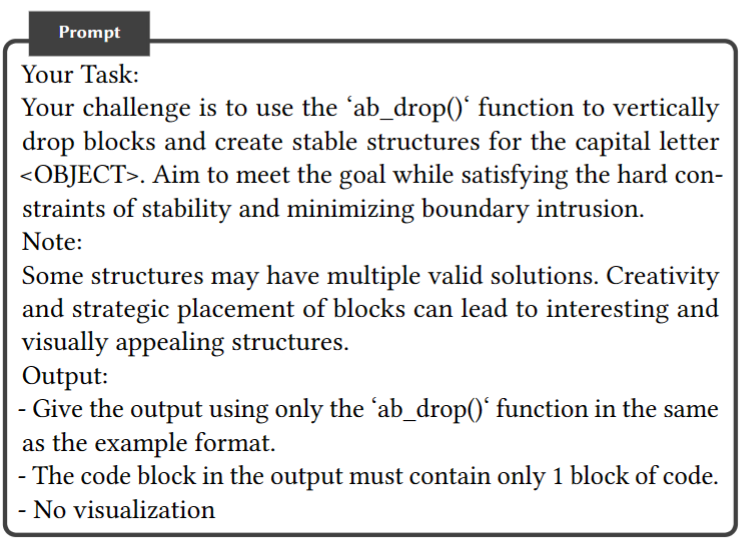 Prompt
Your Task:
Your challenge is to use the ‘ab_drop()‘ function to vertically
drop blocks and create stable structures for the capital letter
<OBJECT>. Aim to meet the goal while satisfying the hard con-
straints of stability and minimizing boundary intrusion.
Note:
Some structures may have multiple valid solutions. Creativity
and strategic placement of blocks can lead to interesting and
visually appealing structures.
Output:
- Give the output using only the ‘ab_drop()‘ function in the same
as the example format.
- The code block in the output must contain only 1 block of code.
- No visualization